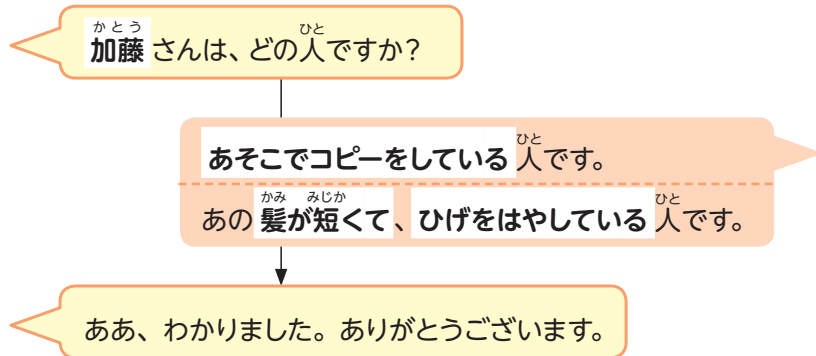 かとう ひと
加藤さんは、どの人ですか？
ひと
あそこでコピーをしている人です。
かみ みじか ひと
あの髪が短くて、ひげをはやしている人です。
ああ、わかりました。ありがとうございます。